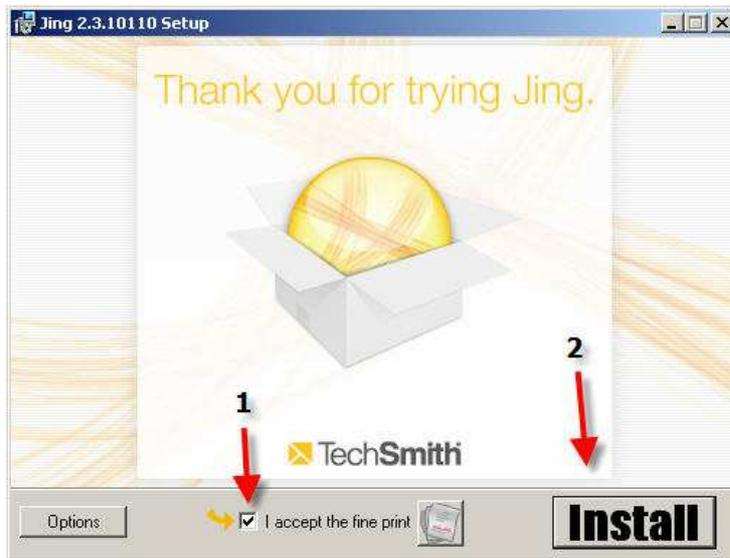 Jing 2.3.10110 Setup
Thank you for trying Jing.
2
1
TechSmith
Options
I accept the fine print
Install